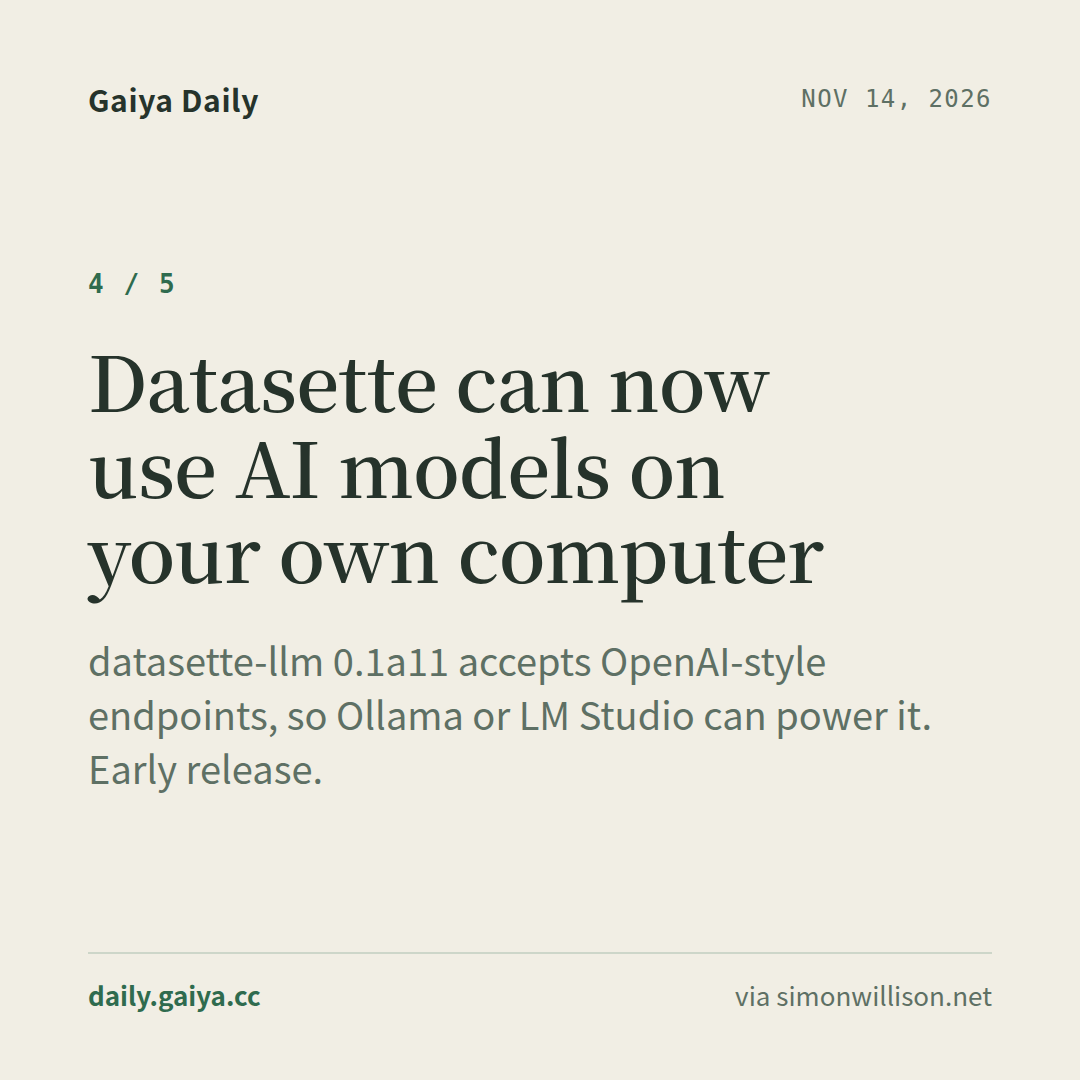 Gaiya Daily
NOV 14, 2026
4 / 5
Datasette can now
use AI models on
your own computer
datasette-llm 0.1a11 accepts OpenAI-style
endpoints, so Ollama or LM Studio can power it.
Early release.
daily.gaiya.cc
via simonwillison.net